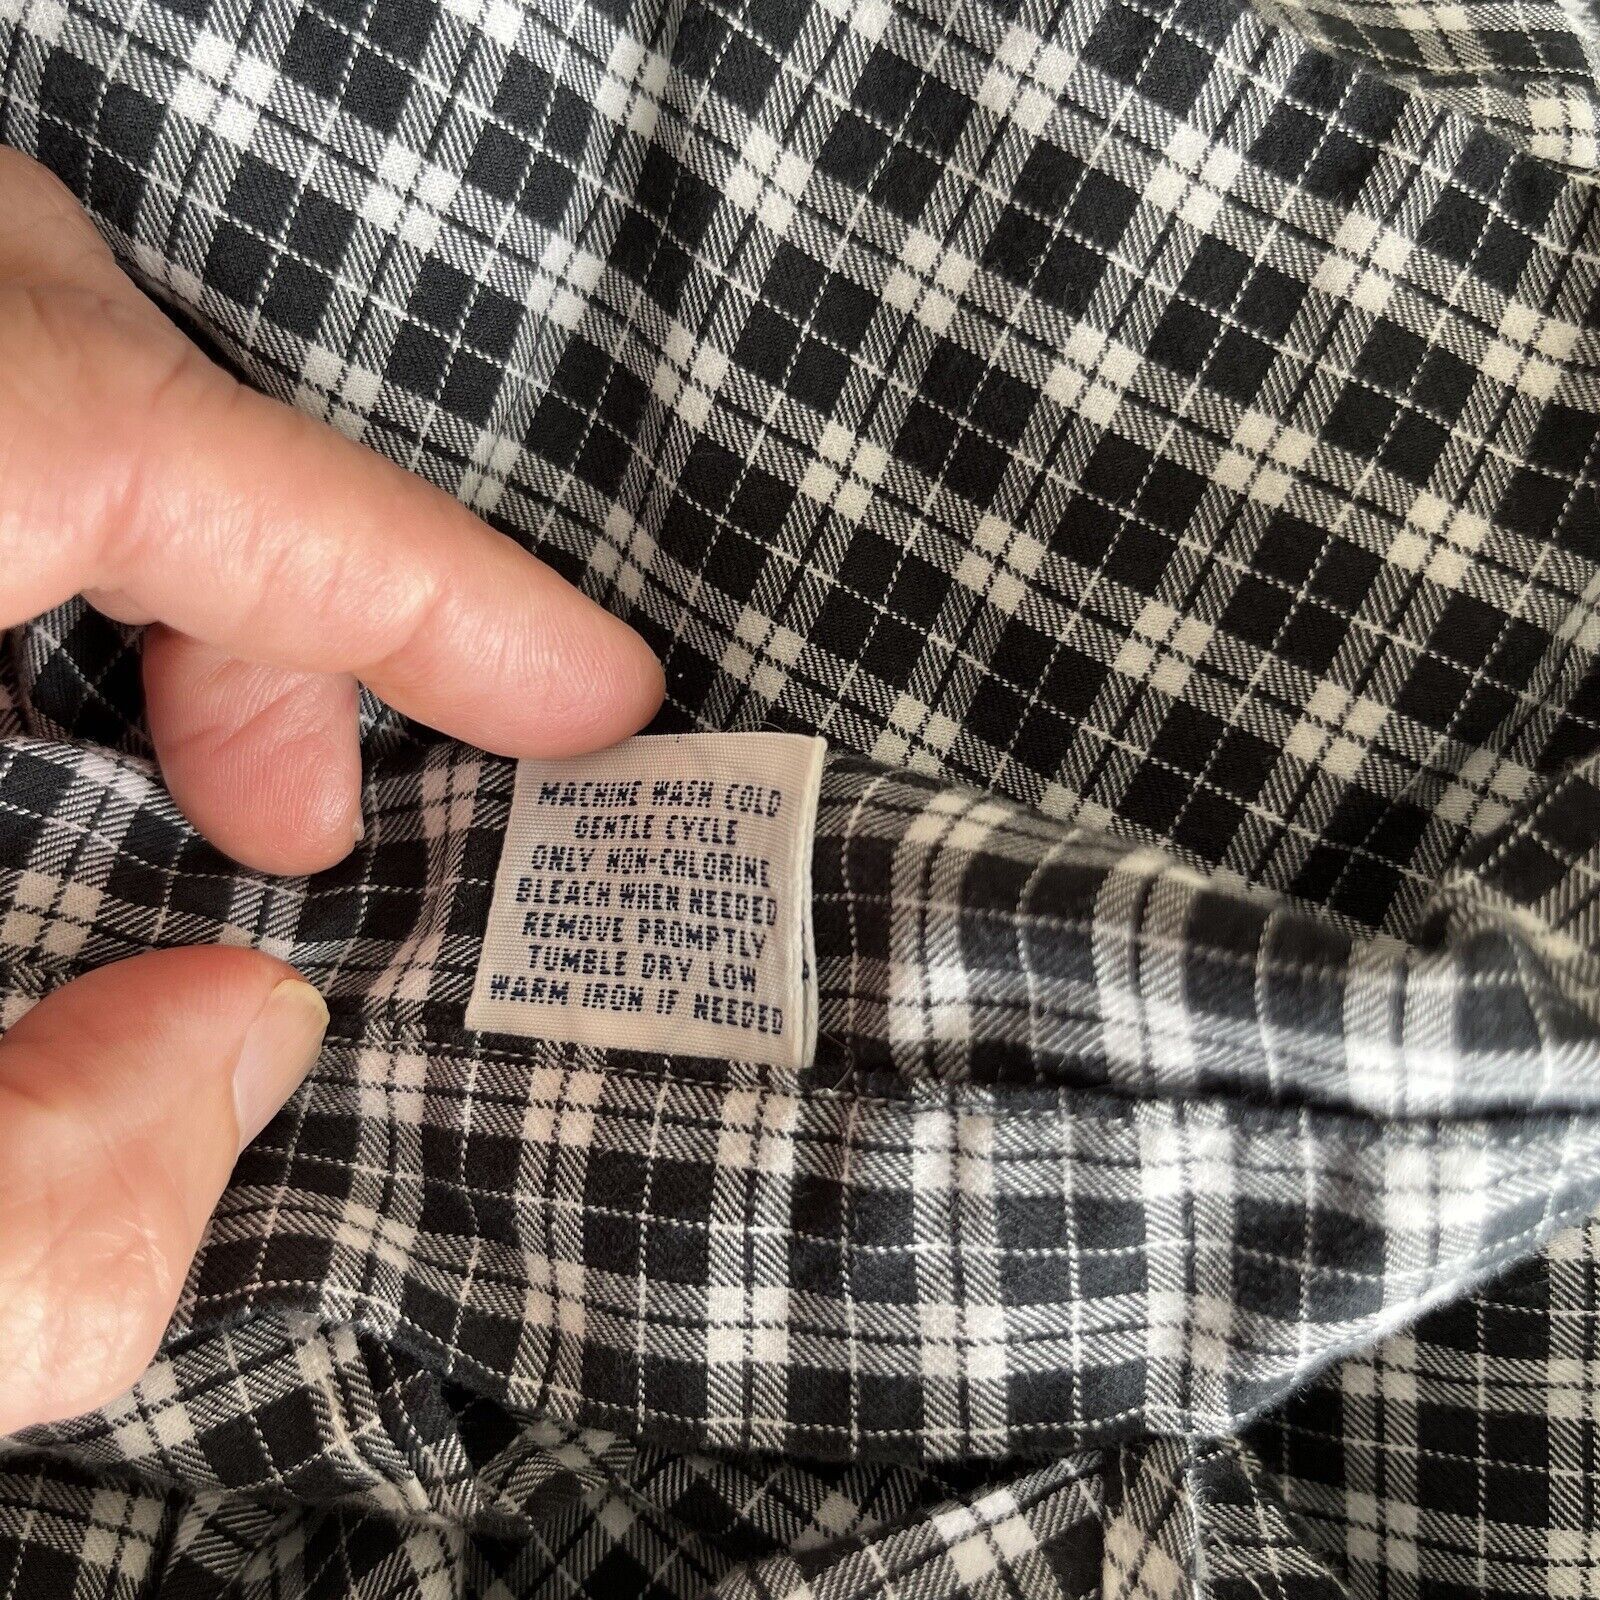 MACHINE WASH COLD
GENTLE CYCLE
ONLY NON-CHLORINE
BLEACH WHEN NEEDED
REMOVE PROMPTLY
TUMBLE DRY LOW
WARM IRON IF NEEDED